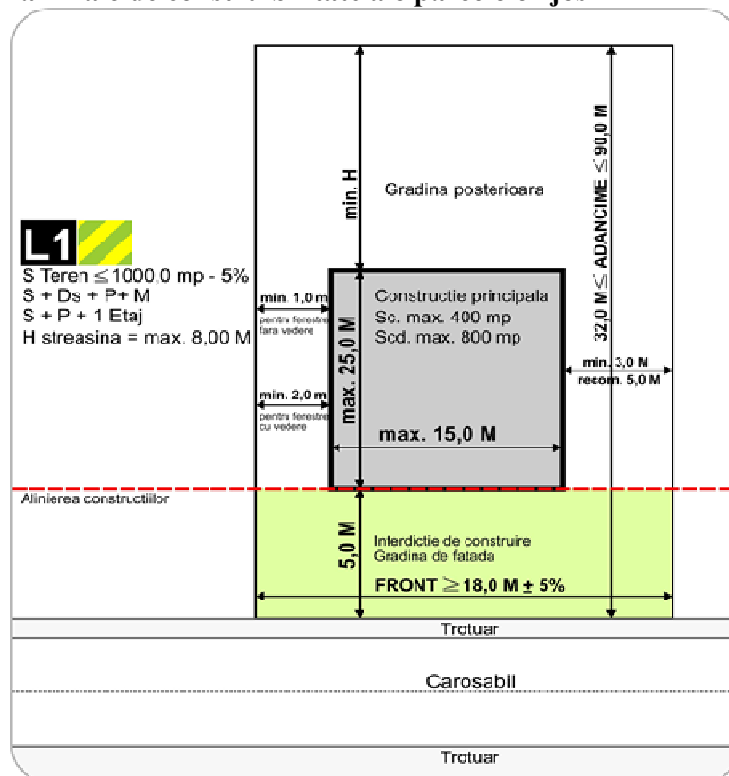 min. H
Gradina posterioara
32,0 M ≤ ADANCIME ≤ 90,0 M
L1
S Teren ≤ 1000.0 mp - 5%
S + Ds + P+ M
S + P + 1 Etaj
H streasina = max. 8,00 M
min. 1,0 m
pentru ferestre
fara vedere
Constructie principala
Sc. max. 400 mp
Scd. max. 800 mp
max. 25,0 M
min. 3,0 M
recom. 5,0 M
min. 2,0 m
pentru ferestre
cu vedere
max. 15,0 M
Alinierea constructiilor
5,0 M
Interdictie de construire
Gradina de fatada
FRONT ≥ 18,0 M ± 5%
Trotuar
Carosabil
Trotuar